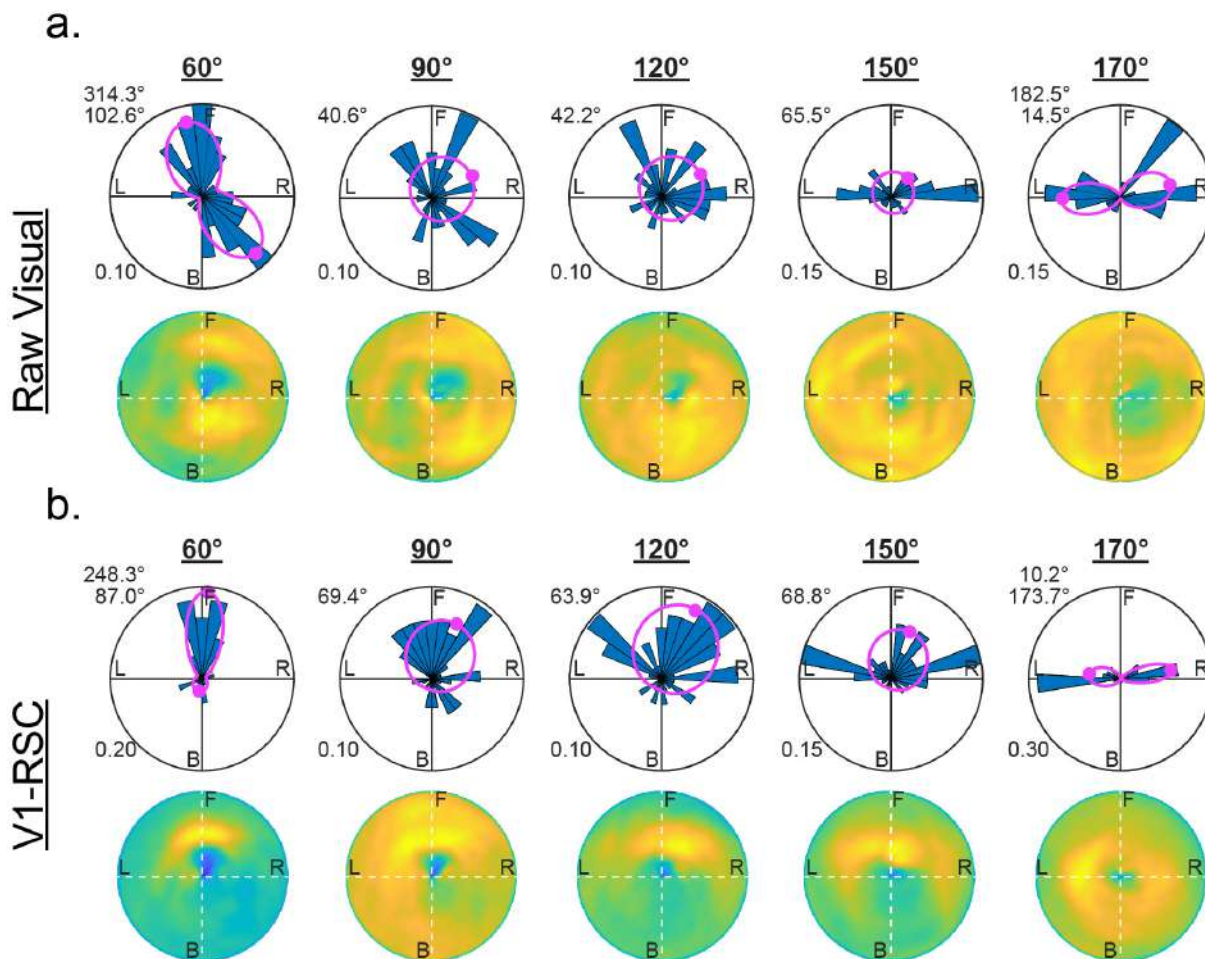 a.
60° 90° 120° 150° 170°
314.3° 40.6° 42.2° 65.5° 182.5°
102.6° 14.5°
F F F F F
L R L R L R L R L R
B B B B B
0.10 0.10 0.10 0.15 0.15
Raw Visual
F F F F F
L R L R L R L R L R
B B B B B
b.
60° 90° 120° 150° 170°
248.3° 69.4° 63.9° 68.8° 10.2°
87.0° 173.7°
F F F F F
L R L R L R L R L R
B B B B B
0.20 0.10 0.10 0.15 0.30
V1-RSC
F F F F F
L R L R L R L R L R
B B B B B